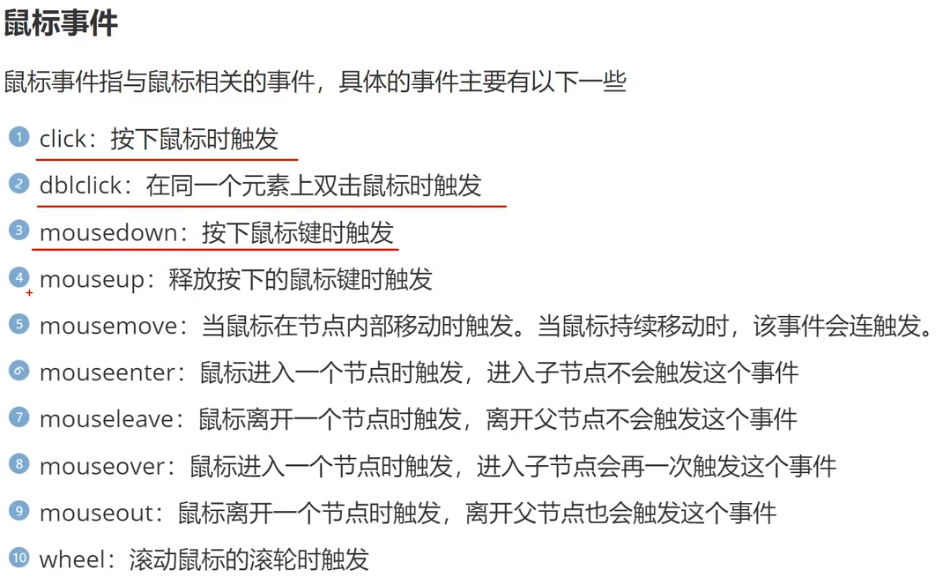 鼠标事件
鼠标事件指与鼠标相关的事件，具体的事件主要有以下一些
1 click：按下鼠标时触发
2 dblclick：在同一个元素上双击鼠标时触发
3 mousedown：按下鼠标键时触发
4 mouseup：释放按下的鼠标键时触发
5 mousemove：当鼠标在节点内部移动时触发。当鼠标持续移动时，该事件会连触发。
6 mouseenter：鼠标进入一个节点时触发，进入子节点不会触发这个事件
7 mouseleave：鼠标离开一个节点时触发，离开父节点不会触发这个事件
8 mouseover：鼠标进入一个节点时触发，进入子节点会再一次触发这个事件
9 mouseout：鼠标离开一个节点时触发，离开父节点也会触发这个事件
10 wheel：滚动鼠标的滚轮时触发